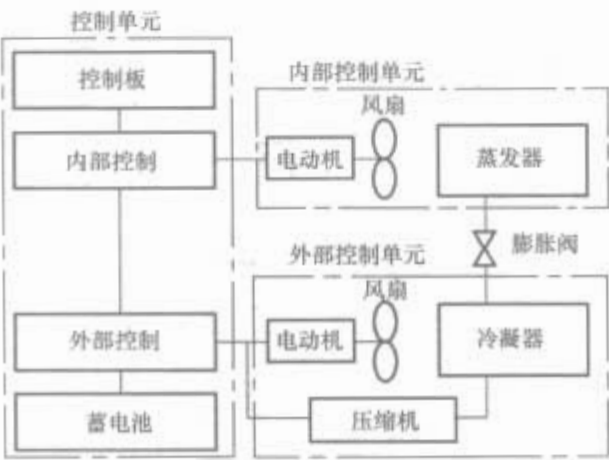 控制单元
控制板
内部控制
外部控制
蓄电池
内部控制单元
风扇
电动机
蒸发器
膨胀阀
外部控制单元
风扇
电动机
冷凝器
压缩机